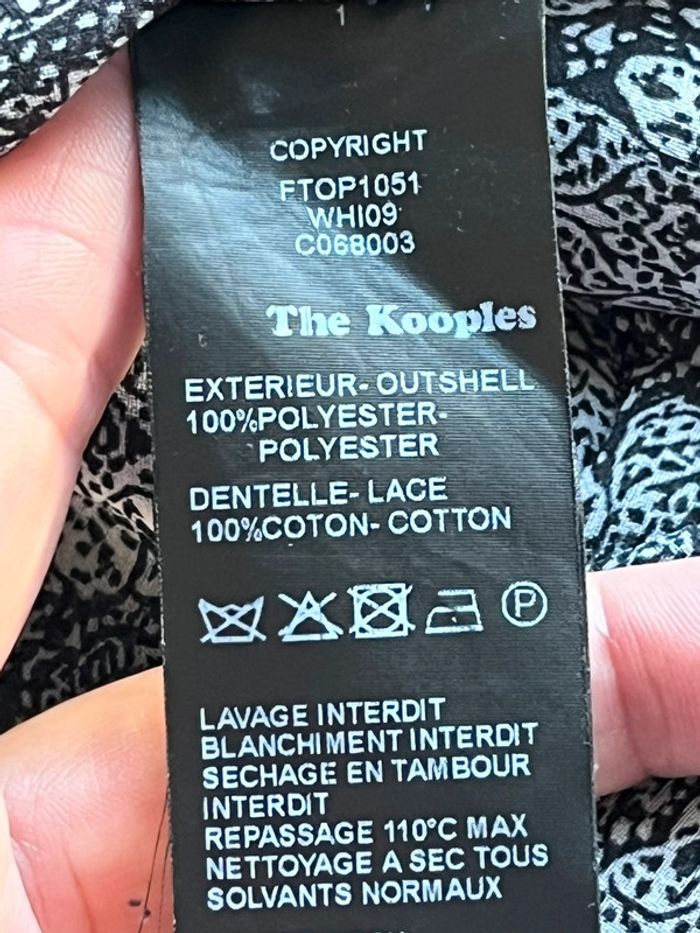 COPYRIGHT
FTOP1051
WHI09
C068003
The Kooples
EXTERIEUR- OUTSHELL
100%POLYESTER-
POLYESTER
DENTELLE- LACE
100%COTON- COTTON
P
LAVAGE INTERDIT
BLANCHIMENT INTERDIT
SECHAGE EN TAMBOUR
INTERDIT
REPASSAGE 110°C MAX
NETTOYAGE A SEC TOUS
SOLVANTS NORMAUX